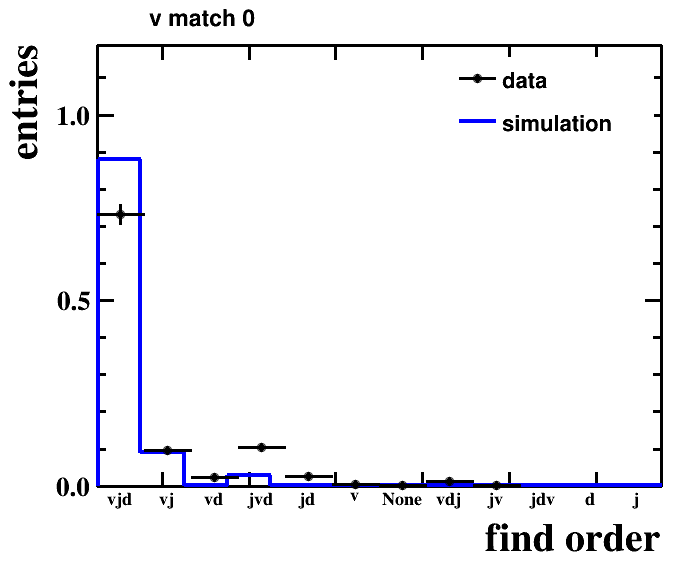 v match 0
entries
data
simulation
1.0
0.5
0.0
vjd vj vd jvd jd v None vdj jv jdv d j
find order